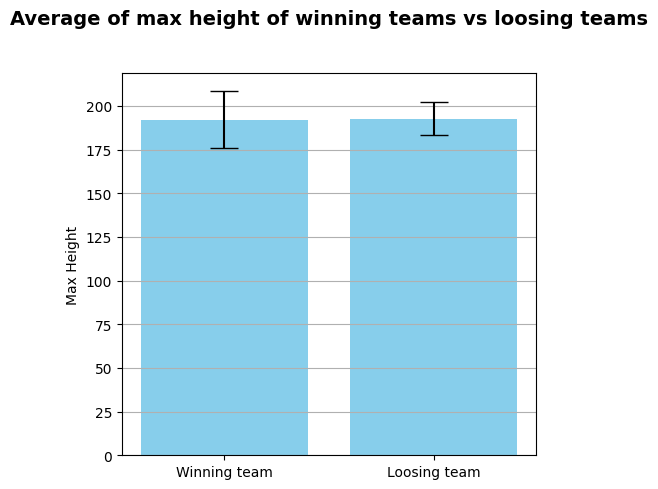 Average of max height of winning teams vs loosing teams
Max Height
200
175
150
125
100
75
50
25
0
Winning team
Loosing team